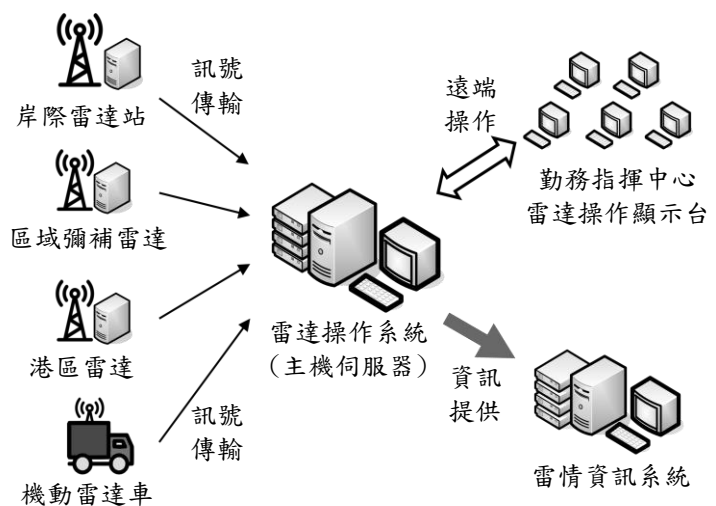 岸際雷達站
訊號
傳輸
區域彌補雷達
港區雷達
機動雷達車
訊號
傳輸
雷達操作系統
（主機伺服器）
遠端
操作
勤務指揮中心
雷達操作顯示台
資訊
提供
雷情資訊系統